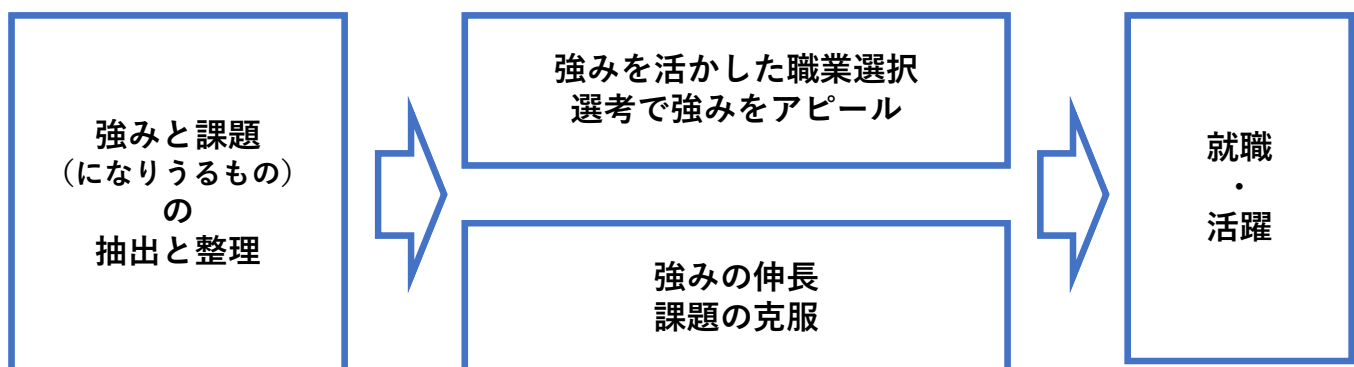 強みと課題
（になりうるもの）
の
抽出と整理
強みを活かした職業選択
選考で強みをアピール
強みの伸長
課題の克服
就職
・
活躍